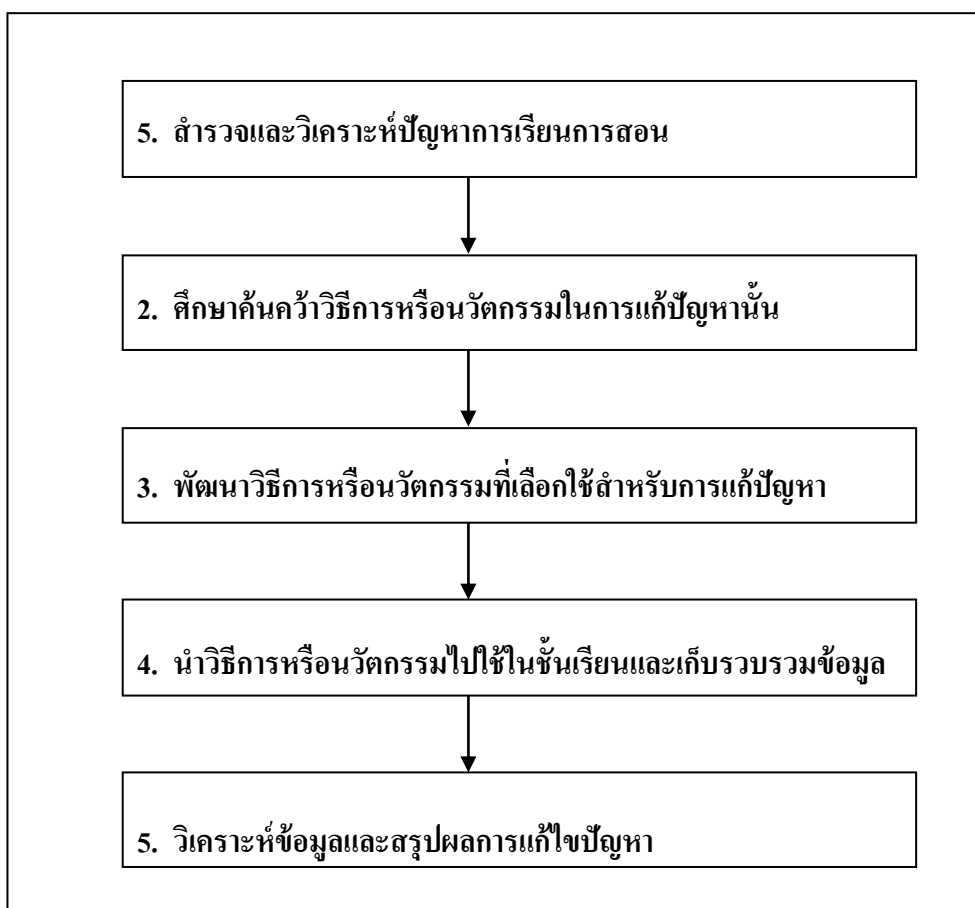 5. สำรวจและวิเคราะห์ปัญหาการเรียนการสอน
2. ศึกษาค้นคว้าวิธีการหรือนวัตกรรมในการแก้ปัญหานั้น
3. พัฒนาวิธีการหรือนวัตกรรมที่เลือกใช้สำหรับการแก้ปัญหา
4. นำวิธีการหรือนวัตกรรมไปใช้ในชั้นเรียนและเก็บรวบรวมข้อมูล
5. วิเคราะห์ข้อมูลและสรุปผลการแก้ไขปัญหา